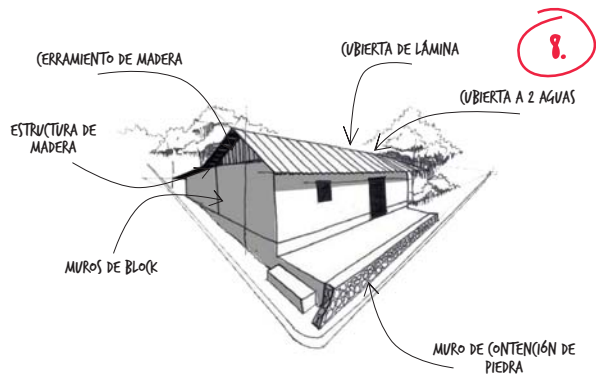 8.
CERRAMIENTO DE MADERA
CUBIERTA DE LÁMINA
CUBIERTA A 2 AGUAS
ESTRUCTURA DE
MADERA
MUROS DE BLOCK
MURO DE CONTENCIÓN DE
PIEDRA